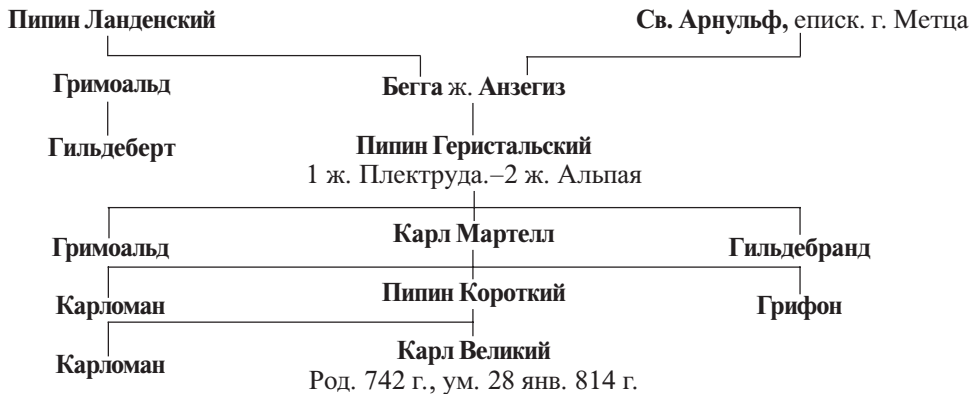 Пипин Ланденский
Св. Арнульф, еписк. г. Метца
Гримоальд
Бегга ж. Анзегиз
Гильдеберт
Пипин Геристальский
1 ж. Плектруда.–2 ж. Альпая
Гримоальд
Карл Мартелл
Гильдебранд
Карломан
Пипин Короткий
Грифон
Карломан
Карл Великий
Род. 742 г., ум. 28 янв. 814 г.